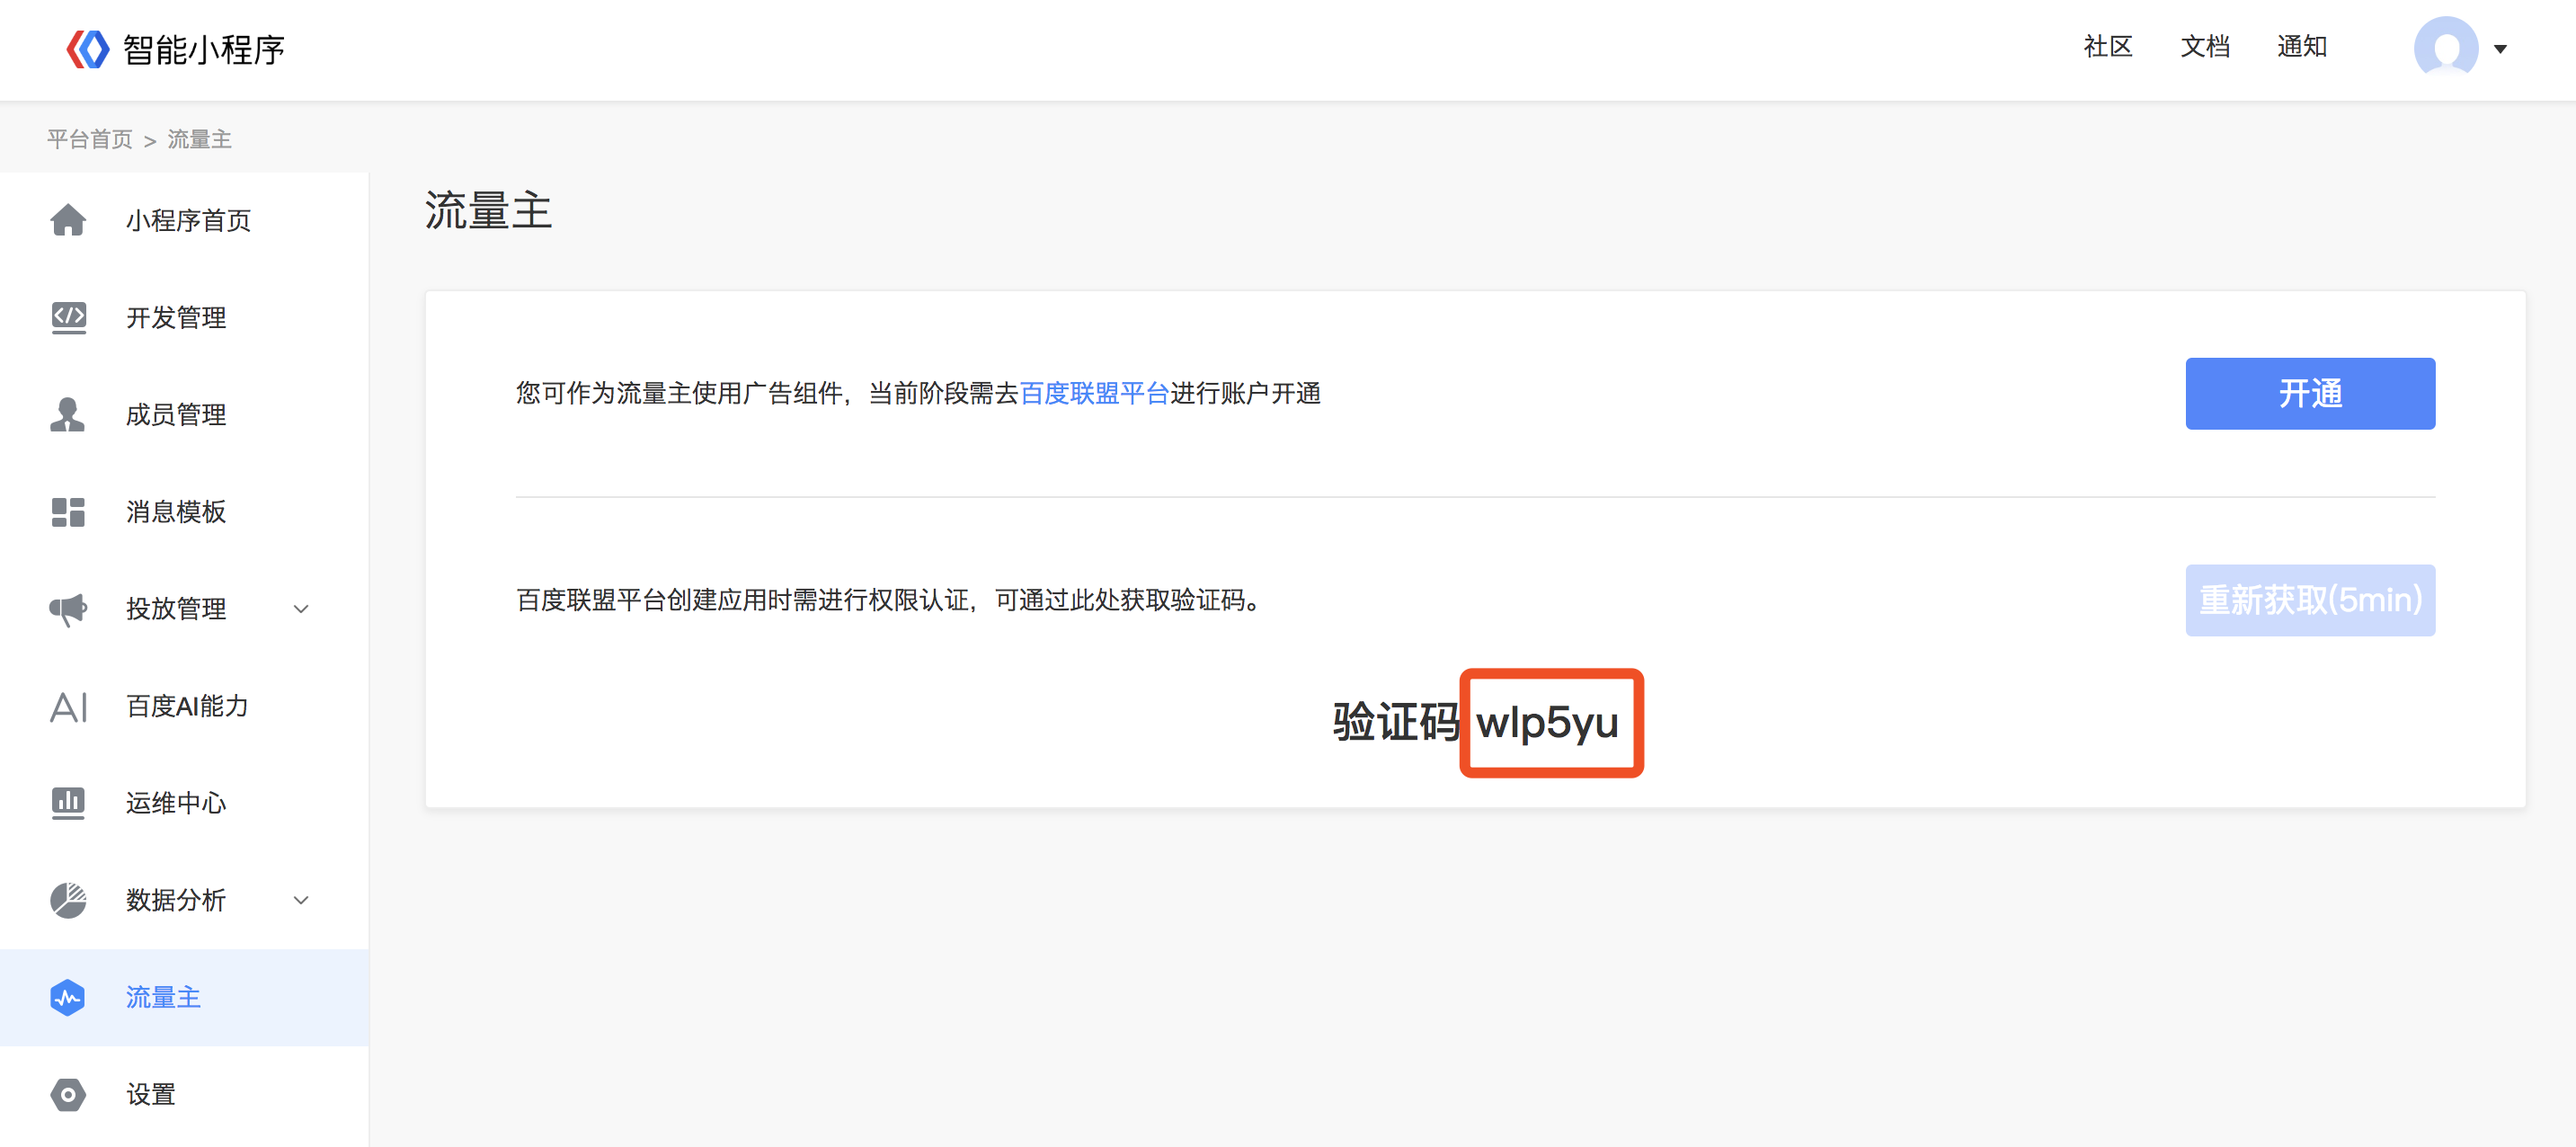 智能小程序
社区 文档 通知
平台首页 > 流量主
小程序首页
开发管理
成员管理
消息模板
投放管理
AI 百度AI能力
运维中心
数据分析
流量主
设置
流量主
您可作为流量主使用广告组件，当前阶段需去百度联盟平台进行账户开通
开通
百度联盟平台创建应用时需进行权限认证，可通过此处获取验证码。
重新获取(5min)
验证码 wlp5yu